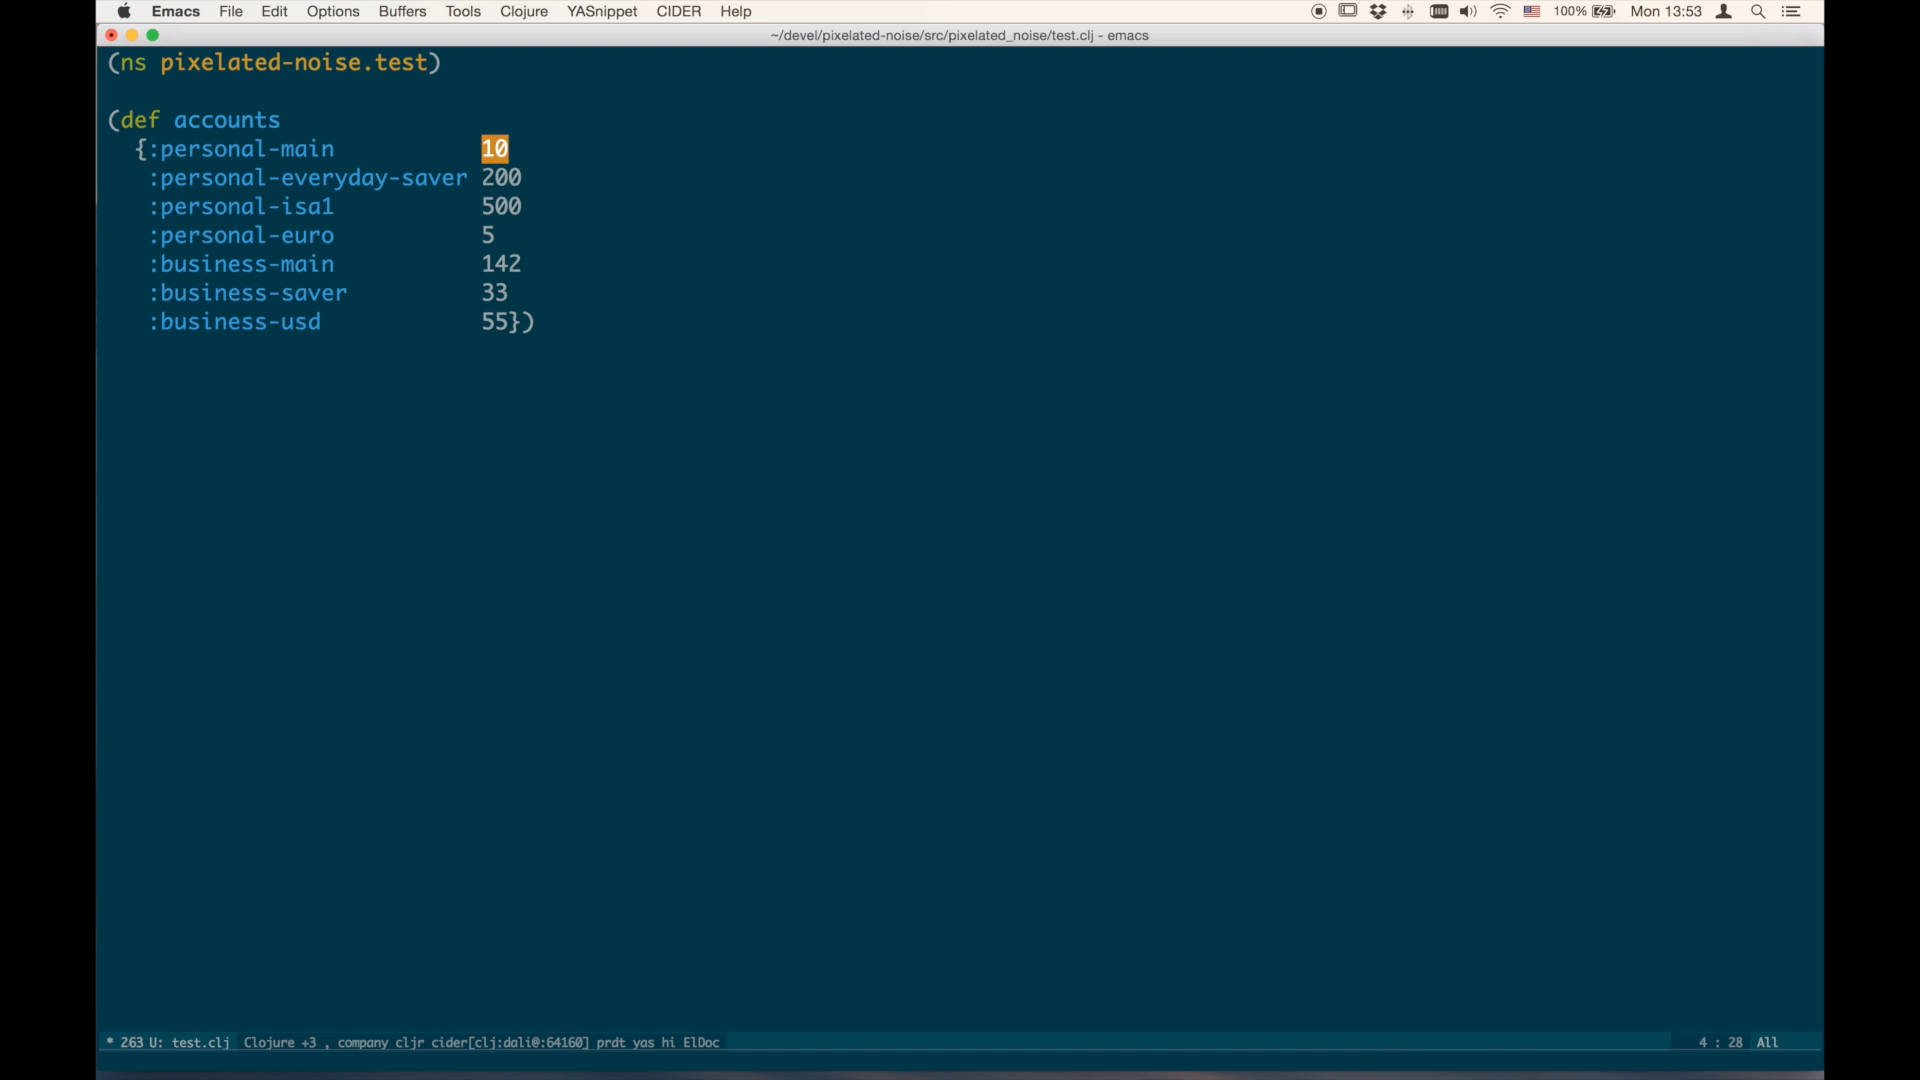 Emacs File Edit Options Buffers Tools Clojure YASnippet CIDER Help 100% Mon 13:53
~/devel/pixelated-noise/src/pixelated_noise/test.clj - emacs
(ns pixelated-noise.test)
(def accounts
{:personal-main 10
:personal-everyday-saver 200
:personal-isa1 500
:personal-euro 5
:business-main 142
:business-saver 33
:business-usd 55})
* 263 U: test.clj Clojure +3 , company cljr cider[clj:dali@:64160] prdt yas hi ElDoc 4 : 28 All